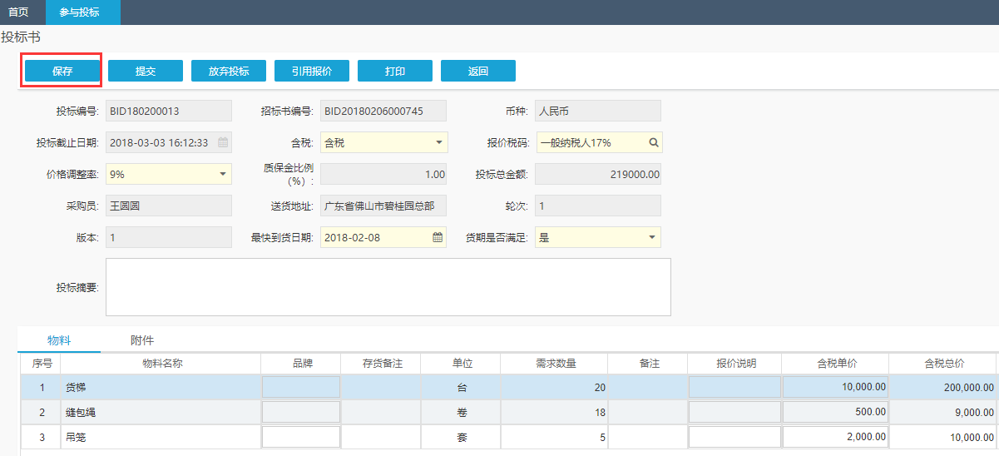 首页 参与投标
投标书
保存 提交 放弃投标 引用报价 打印 返回
投标编号: BID180200013 招标书编号: BID20180206000745 币种: 人民币
投标截止日期: 2018-03-03 16:12:33 含税: 含税 报价税码: 一般纳税人17%
价格调整率: 9% 质保金比例(%): 1.00 投标总金额: 219000.00
采购员: 王圆圆 送货地址: 广东省佛山市碧桂园总部 轮次: 1
版本: 1 最快到货日期: 2018-02-08 货期是否满足: 是
投标摘要:
物料 附件
序号 物料名称 品牌 存货备注 单位 需求数量 备注 报价说明 含税单价 含税总价
1 货梯 台 20 10,000.00 200,000.00
2 缝包绳 卷 18 500.00 9,000.00
3 吊笼 套 5 2,000.00 10,000.00